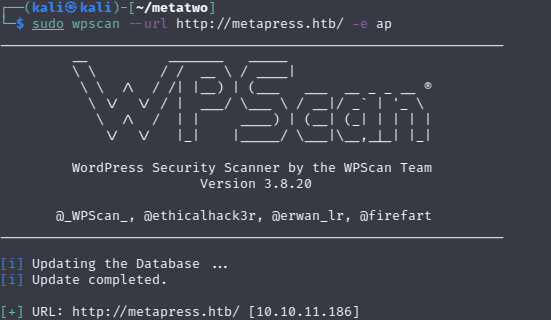 ┌──(kali㉿kali)-[~/metatwo]
└─$ sudo wpscan --url http://metapress.htb/ -e ap
WPScan ®
WordPress Security Scanner by the WPScan Team
Version 3.8.20
@_WPScan_, @ethicalhack3r, @erwan_lr, @firefart
[i] Updating the Database ...
[i] Update completed.
[+] URL: http://metapress.htb/ [10.10.11.186]